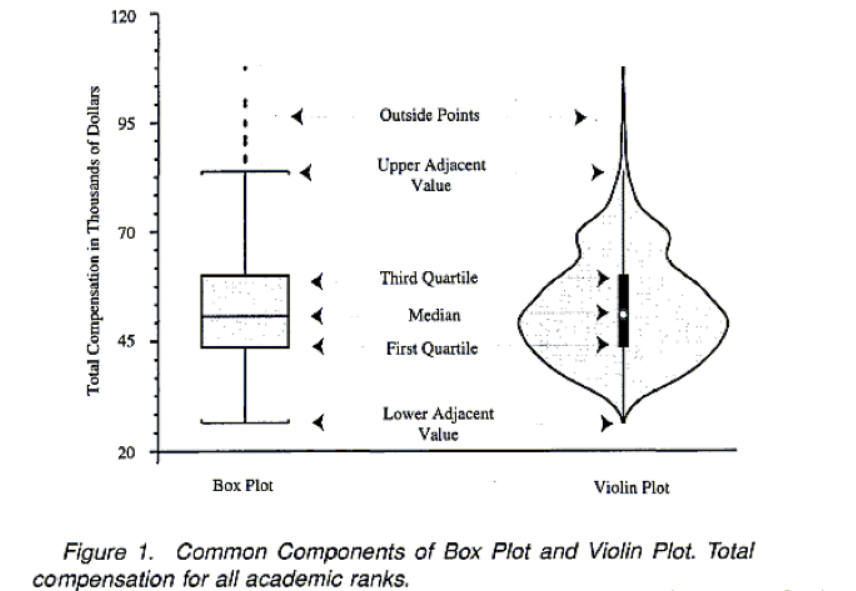 120
95
70
45
20
Total Compensation in Thousands of Dollars
Outside Points
Upper Adjacent
Value
Third Quartile
Median
First Quartile
Lower Adjacent
Value
Box Plot
Violin Plot
Figure 1. Common Components of Box Plot and Violin Plot. Total
compensation for all academic ranks.